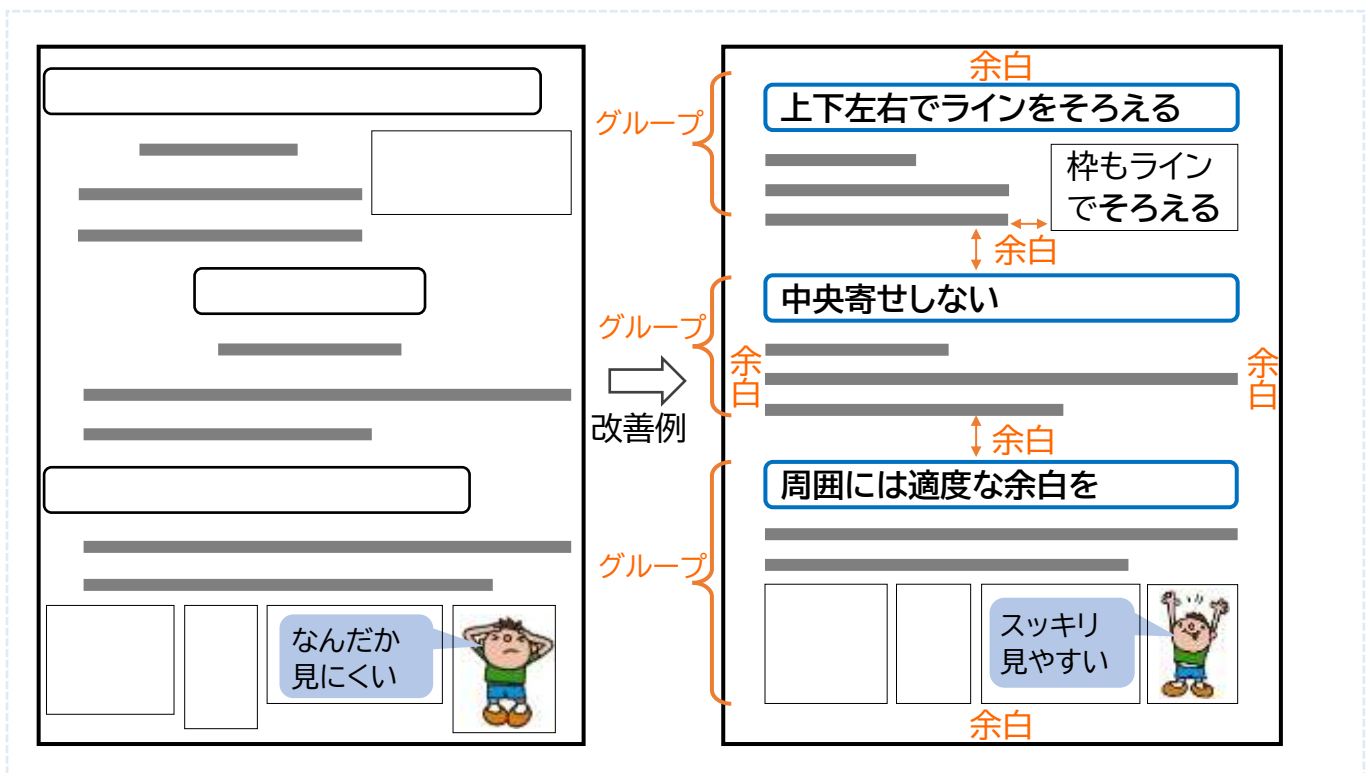 なんだか
見にくい
改善例
余白
グループ
上下左右でラインをそろえる
枠もライン
でそろえる
余白
グループ
中央寄せしない
余白
余白
余白
グループ
周囲には適度な余白を
スッキリ
見やすい
余白